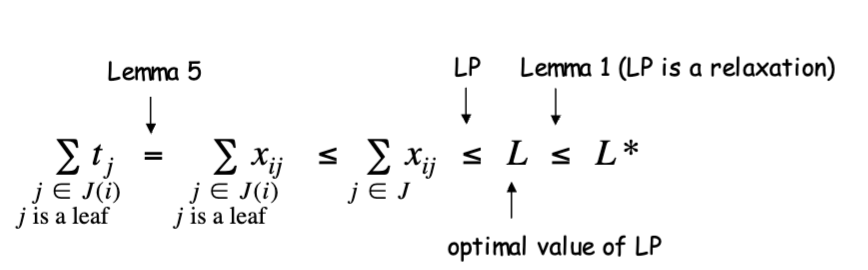 Lemma 5
LP
Lemma 1 (LP is a relaxation)
∑ t_j = ∑ x_ij ≤ ∑ x_ij ≤ L ≤ L*
j ∈ J(i) j ∈ J(i) j ∈ J
j is a leaf j is a leaf
optimal value of LP